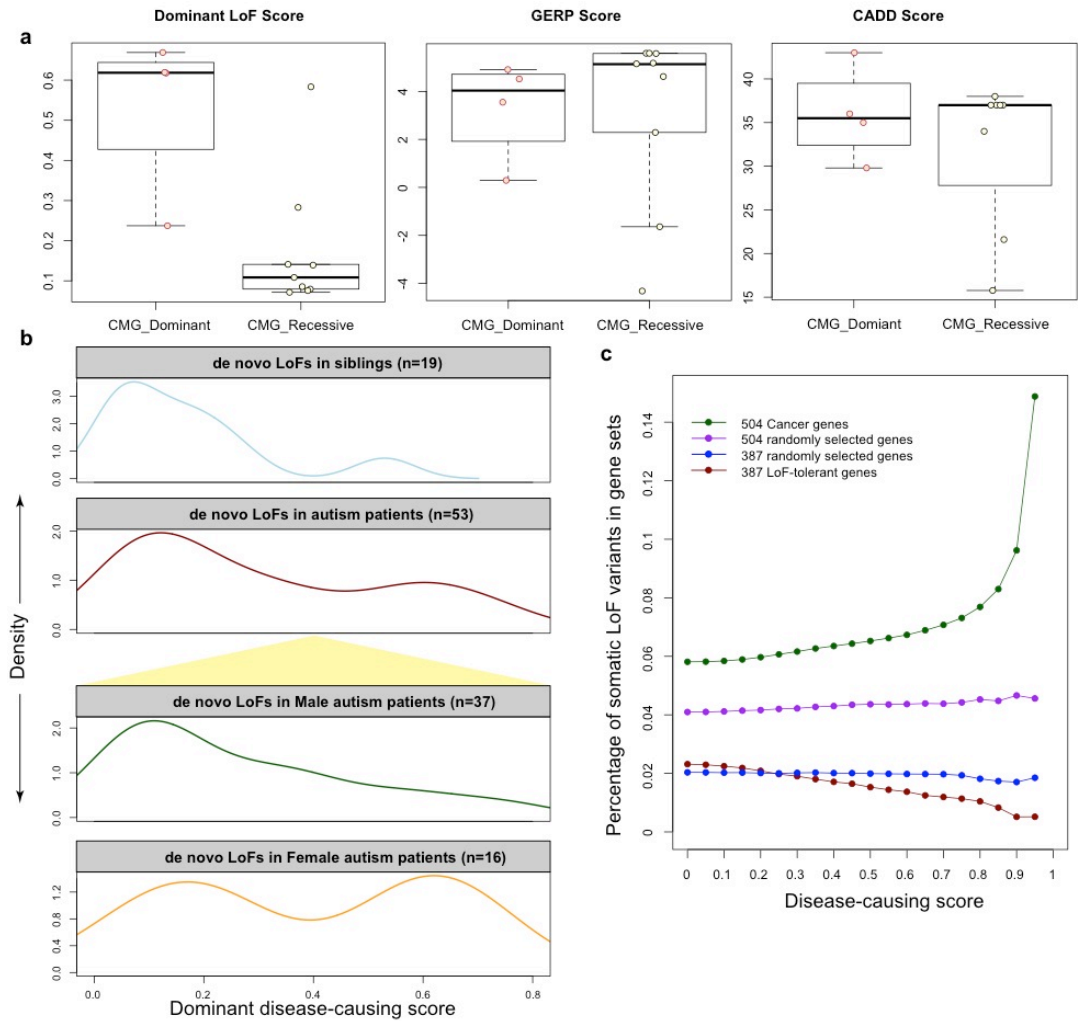 Dominant LoF Score
GERP Score
CADD Score
a
0.6
0.5
0.4
0.3
0.2
0.1
CMG_Dominant
CMG_Recessive
4
2
0
-2
-4
CMG_Dominant
CMG_Recessive
40
35
30
25
20
15
CMG_Domiant
CMG_Recessive
b
de novo LoFs in siblings (n=19)
3.0
2.0
1.0
0.0
de novo LoFs in autism patients (n=53)
2.0
1.0
0.0
Density
de novo LoFs in Male autism patients (n=37)
2.0
1.0
0.0
de novo LoFs in Female autism patients (n=16)
1.2
0.8
0.4
0.0
0.0
0.2
0.4
0.6
0.8
Dominant disease-causing score
c
504 Cancer genes
504 randomly selected genes
387 randomly selected genes
387 LoF-tolerant genes
Percentage of somatic LoF variants in gene sets
0.14
0.12
0.1
0.08
0.06
0.04
0.02
0
0
0.1
0.2
0.3
0.4
0.5
0.6
0.7
0.8
0.9
1
Disease-causing score